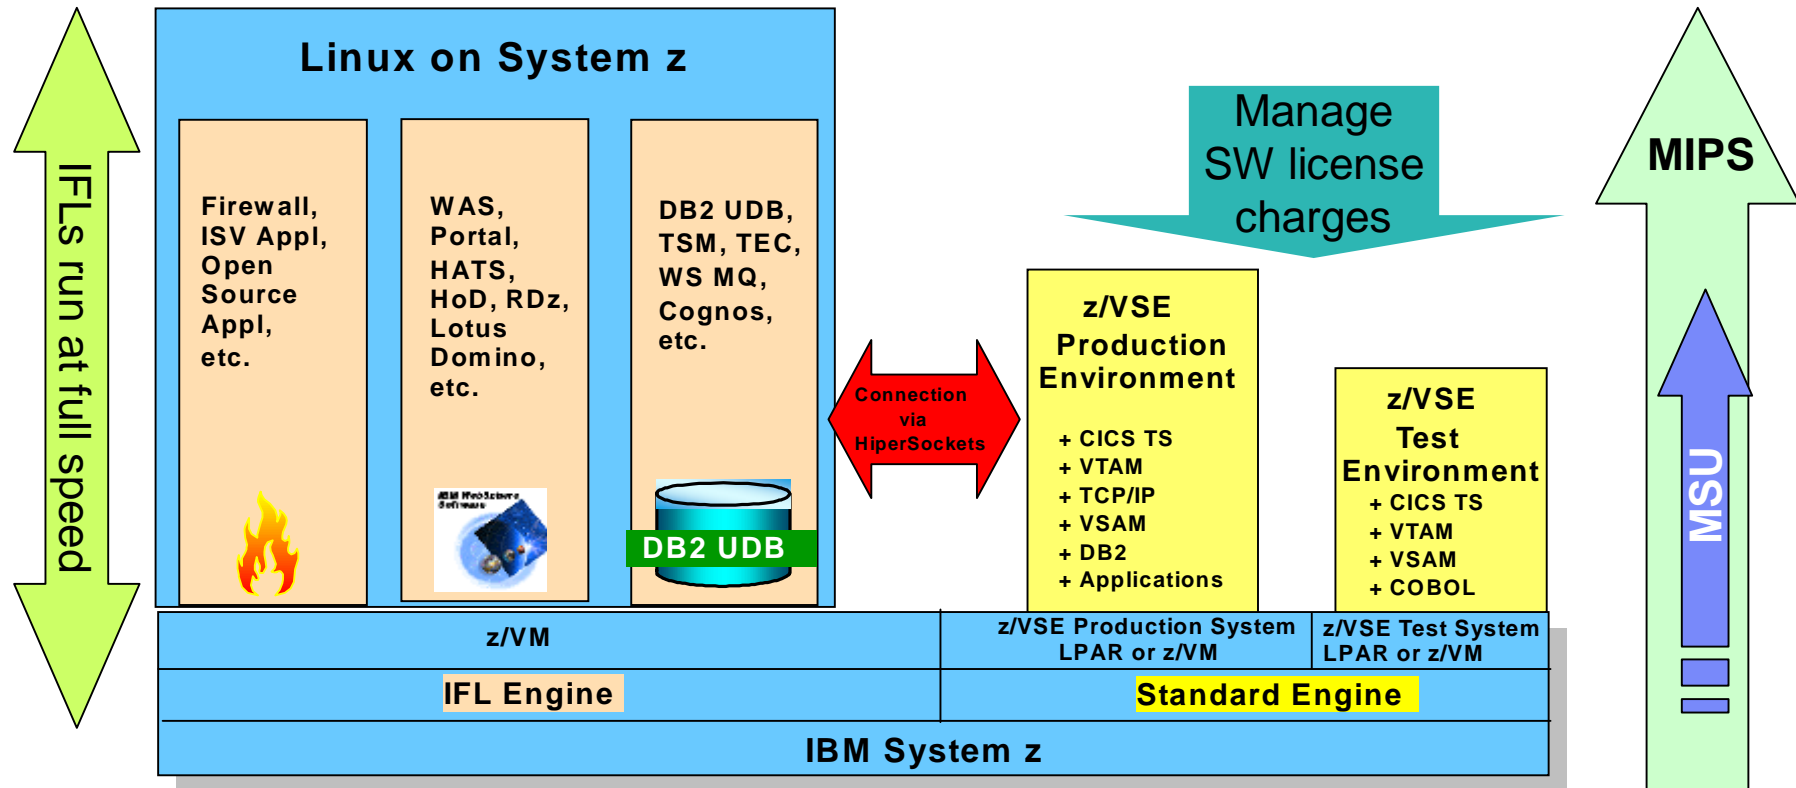 Linux on System z
IFLs run at full speed
Firewall,
ISV Appl,
Open
Source
Appl,
etc.
WAS,
Portal,
HATS,
HoD, RDz,
Lotus
Domino,
etc.
IBM WebSphere
Software
DB2 UDB,
TSM, TEC,
WS MQ,
Cognos,
etc.
DB2 UDB
Connection
via
HiperSockets
Manage
SW license
charges
z/VSE
Production
Environment
+ CICS TS
+ VTAM
+ TCP/IP
+ VSAM
+ DB2
+ Applications
z/VSE
Test
Environment
+ CICS TS
+ VTAM
+ VSAM
+ COBOL
MIPS
MSU
z/VM
z/VSE Production System
LPAR or z/VM
z/VSE Test System
LPAR or z/VM
IFL Engine
Standard Engine
IBM System z